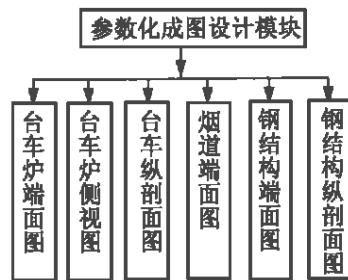 参数化成图设计模块
台车炉端面图
台车炉侧视图
台车纵剖面图
烟道端面图
钢结构端面图
钢结构纵剖面图